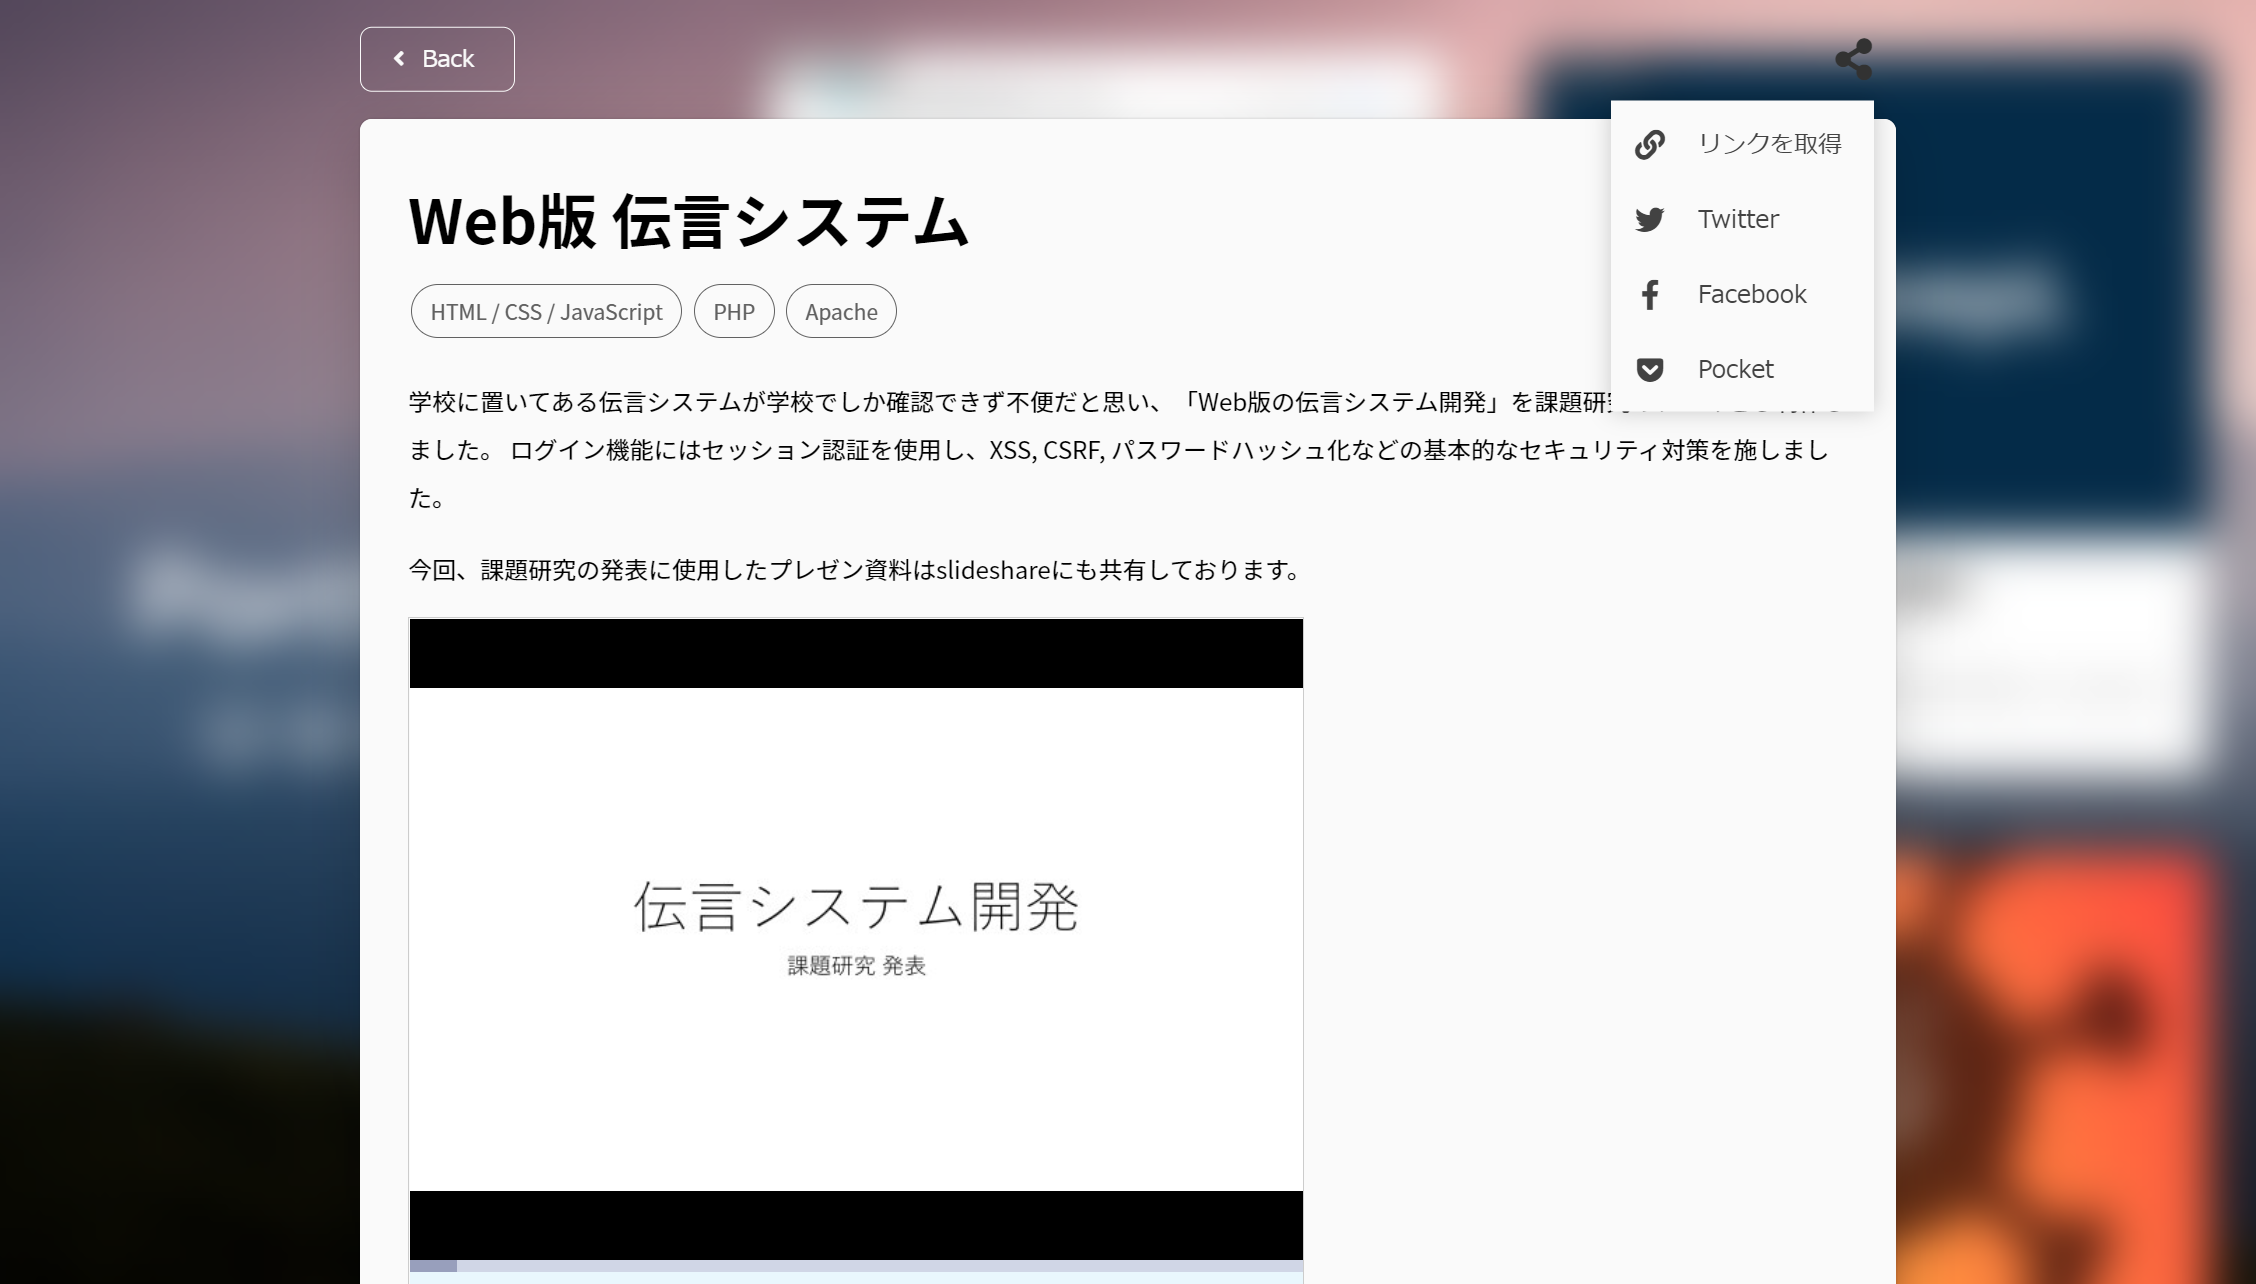 Back
リンクを取得
Twitter
Facebook
Pocket
Web版 伝言システム
HTML / CSS / JavaScript
PHP
Apache
学校に置いてある伝言システムが学校でしか確認できず不便だと思い、「Web版の伝言システム開発」を課題研
ました。 ログイン機能にはセッション認証を使用し、XSS, CSRF, パスワードハッシュ化などの基本的なセキュリティ対策を施しまし
た。
今回、課題研究の発表に使用したプレゼン資料はslideshareにも共有しております。
伝言システム開発
課題研究 発表